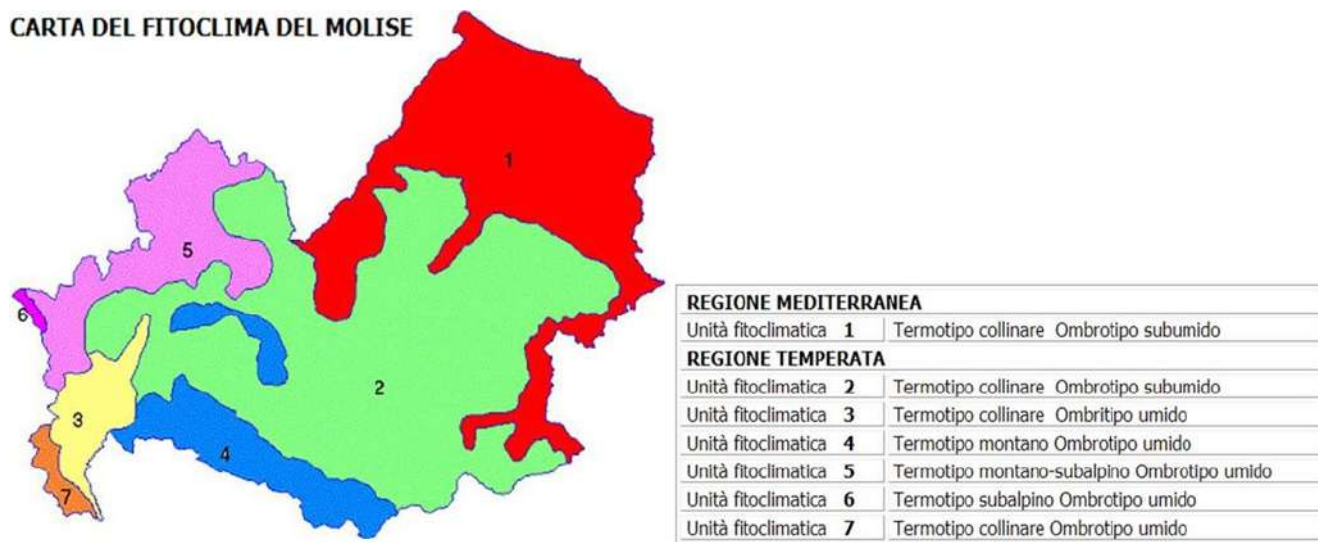 CARTA DEL FITOCLIMA DEL MOLISE
1
5
6
2
3
4
7
REGIONE MEDITERRANEA
Unità fitoclimatica 1 Termotipo collinare Ombrotipo subumido
REGIONE TEMPERATA
Unità fitoclimatica 2 Termotipo collinare Ombrotipo subumido
Unità fitoclimatica 3 Termotipo collinare Ombritipo umido
Unità fitoclimatica 4 Termotipo montano Ombrotipo umido
Unità fitoclimatica 5 Termotipo montano-subalpino Ombrotipo umido
Unità fitoclimatica 6 Termotipo subalpino Ombrotipo umido
Unità fitoclimatica 7 Termotipo collinare Ombrotipo umido